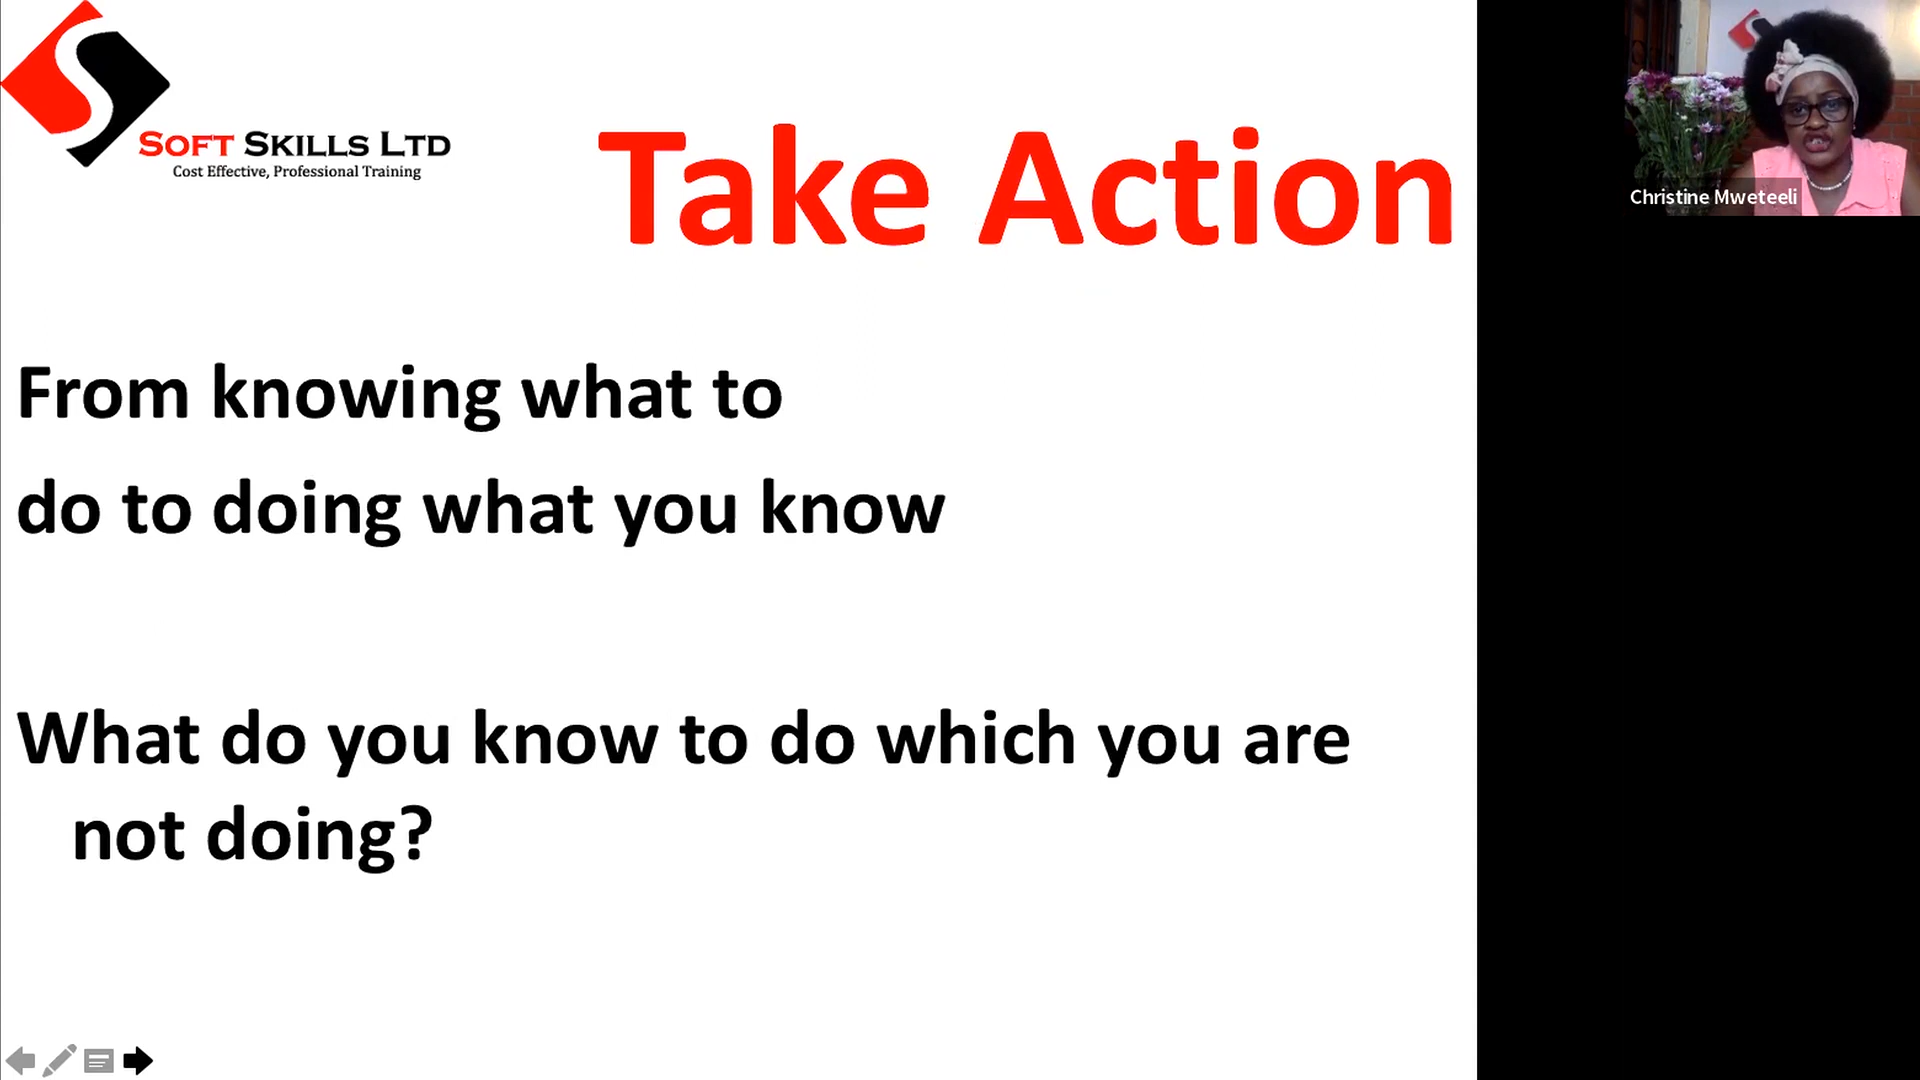 SOFT SKILLS LTD
Cost Effective, Professional Training
Take Action
From knowing what to
do to doing what you know
What do you know to do which you are
not doing?
Christine Mweteeli